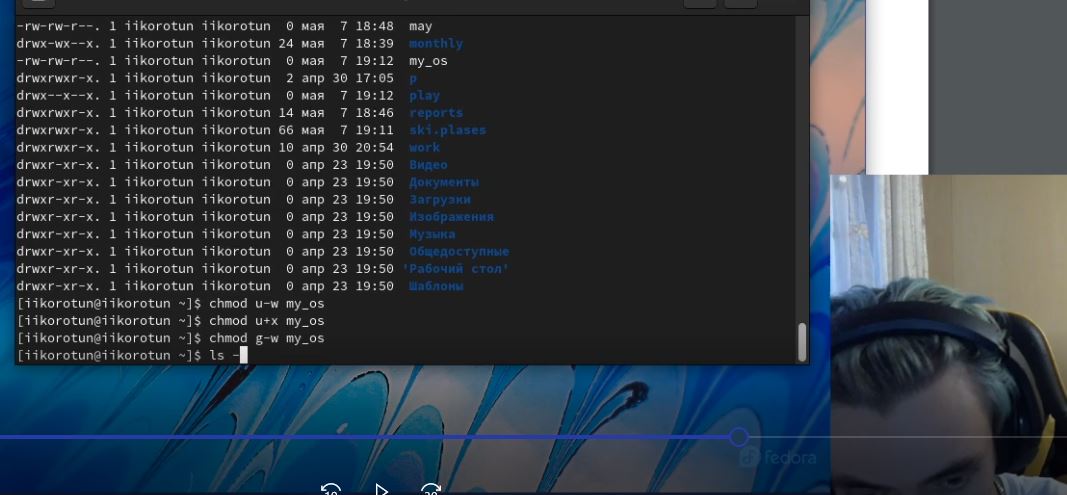 -rw-rw-r--. 1 iikorotun iikorotun  0 мая  7 18:48  may
drwx-wx--x. 1 iikorotun iikorotun 24 мая  7 18:39  monthly
-rw-rw-r--. 1 iikorotun iikorotun  0 мая  7 19:12  my_os
drwxrwxr-x. 1 iikorotun iikorotun  2 апр 30 17:05  p
drwx--x--x. 1 iikorotun iikorotun  0 мая  7 19:12  play
drwxrwxr-x. 1 iikorotun iikorotun 14 мая  7 18:46  reports
drwxrwxr-x. 1 iikorotun iikorotun 66 мая  7 19:11  ski.plases
drwxrwxr-x. 1 iikorotun iikorotun 10 апр 30 20:54  work
drwxr-xr-x. 1 iikorotun iikorotun  0 апр 23 19:50  Видео
drwxr-xr-x. 1 iikorotun iikorotun  0 апр 23 19:50  Документы
drwxr-xr-x. 1 iikorotun iikorotun  0 апр 23 19:50  Загрузки
drwxr-xr-x. 1 iikorotun iikorotun  0 апр 23 19:50  Изображения
drwxr-xr-x. 1 iikorotun iikorotun  0 апр 23 19:50  Музыка
drwxr-xr-x. 1 iikorotun iikorotun  0 апр 23 19:50  Общедоступные
drwxr-xr-x. 1 iikorotun iikorotun  0 апр 23 19:50 'Рабочий стол'
drwxr-xr-x. 1 iikorotun iikorotun  0 апр 23 19:50  Шаблоны
[iikorotun@iikorotun ~]$ chmod u-w my_os
[iikorotun@iikorotun ~]$ chmod u+x my_os
[iikorotun@iikorotun ~]$ chmod g-w my_os
[iikorotun@iikorotun ~]$ ls -
fedora